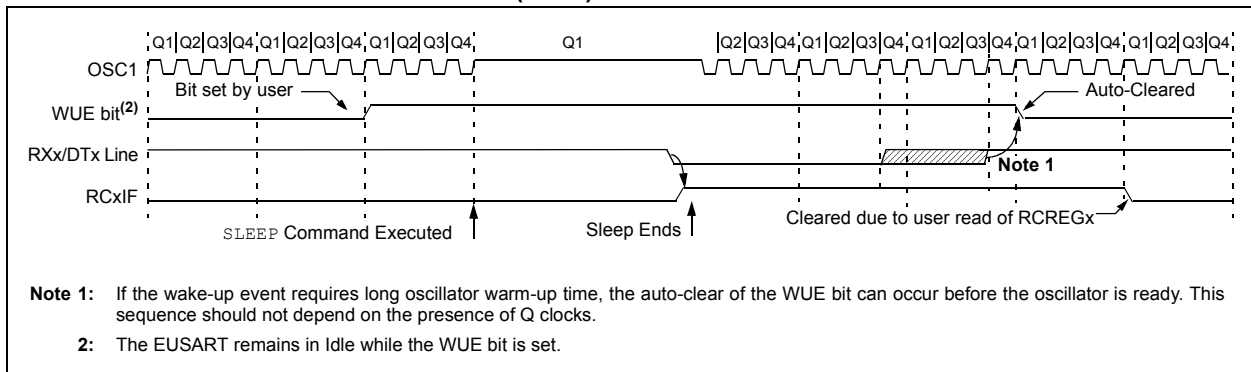 Q1 Q2 Q3 Q4 Q1 Q2 Q3 Q4 Q1 Q2 Q3 Q4 Q1 Q2 Q3 Q4 Q1 Q2 Q3 Q4 Q1 Q2 Q3 Q4 Q1 Q2 Q3 Q4
OSC1
Bit set by user
Auto-Cleared
WUE bit(2)
RXx/DTx Line
Note 1
RCxIF
Cleared due to user read of RCREGx
SLEEP Command Executed
Sleep Ends
Note 1: If the wake-up event requires long oscillator warm-up time, the auto-clear of the WUE bit can occur before the oscillator is ready. This
sequence should not depend on the presence of Q clocks.
2: The EUSART remains in Idle while the WUE bit is set.